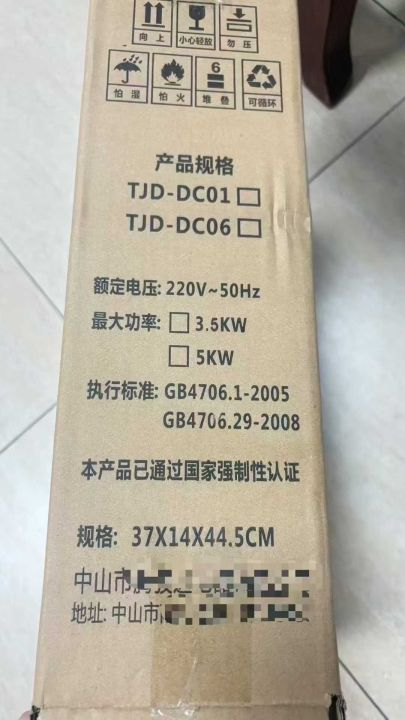 向上 小心轻放 勿压
6
怕湿 怕火 堆叠 可循环
产品规格
TJD-DC01
TJD-DC06
额定电压: 220V~50Hz
最大功率: 3.5KW
5KW
执行标准: GB4706.1-2005
GB4706.29-2008
本产品已通过国家强制性认证
规格: 37X14X44.5CM
中山市
地址: 中山市